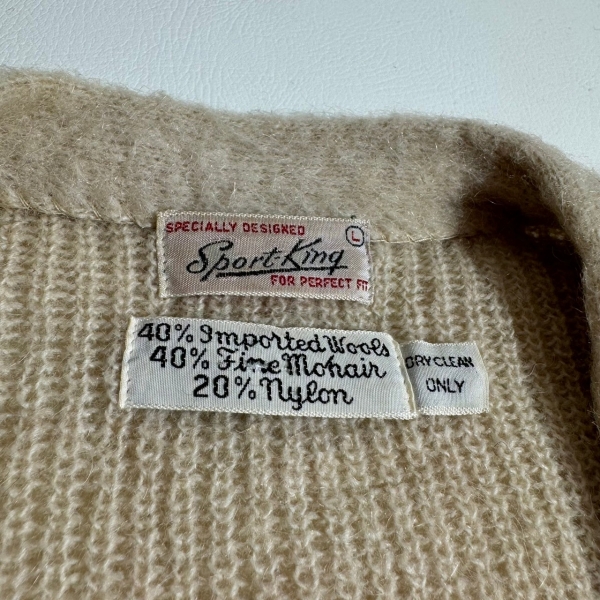 SPECIALLY DESIGNED
L
Sport-King
FOR PERFECT FIT
40% Imported Wools
40% Fine Mohair
20% Nylon
DRY CLEAN
ONLY